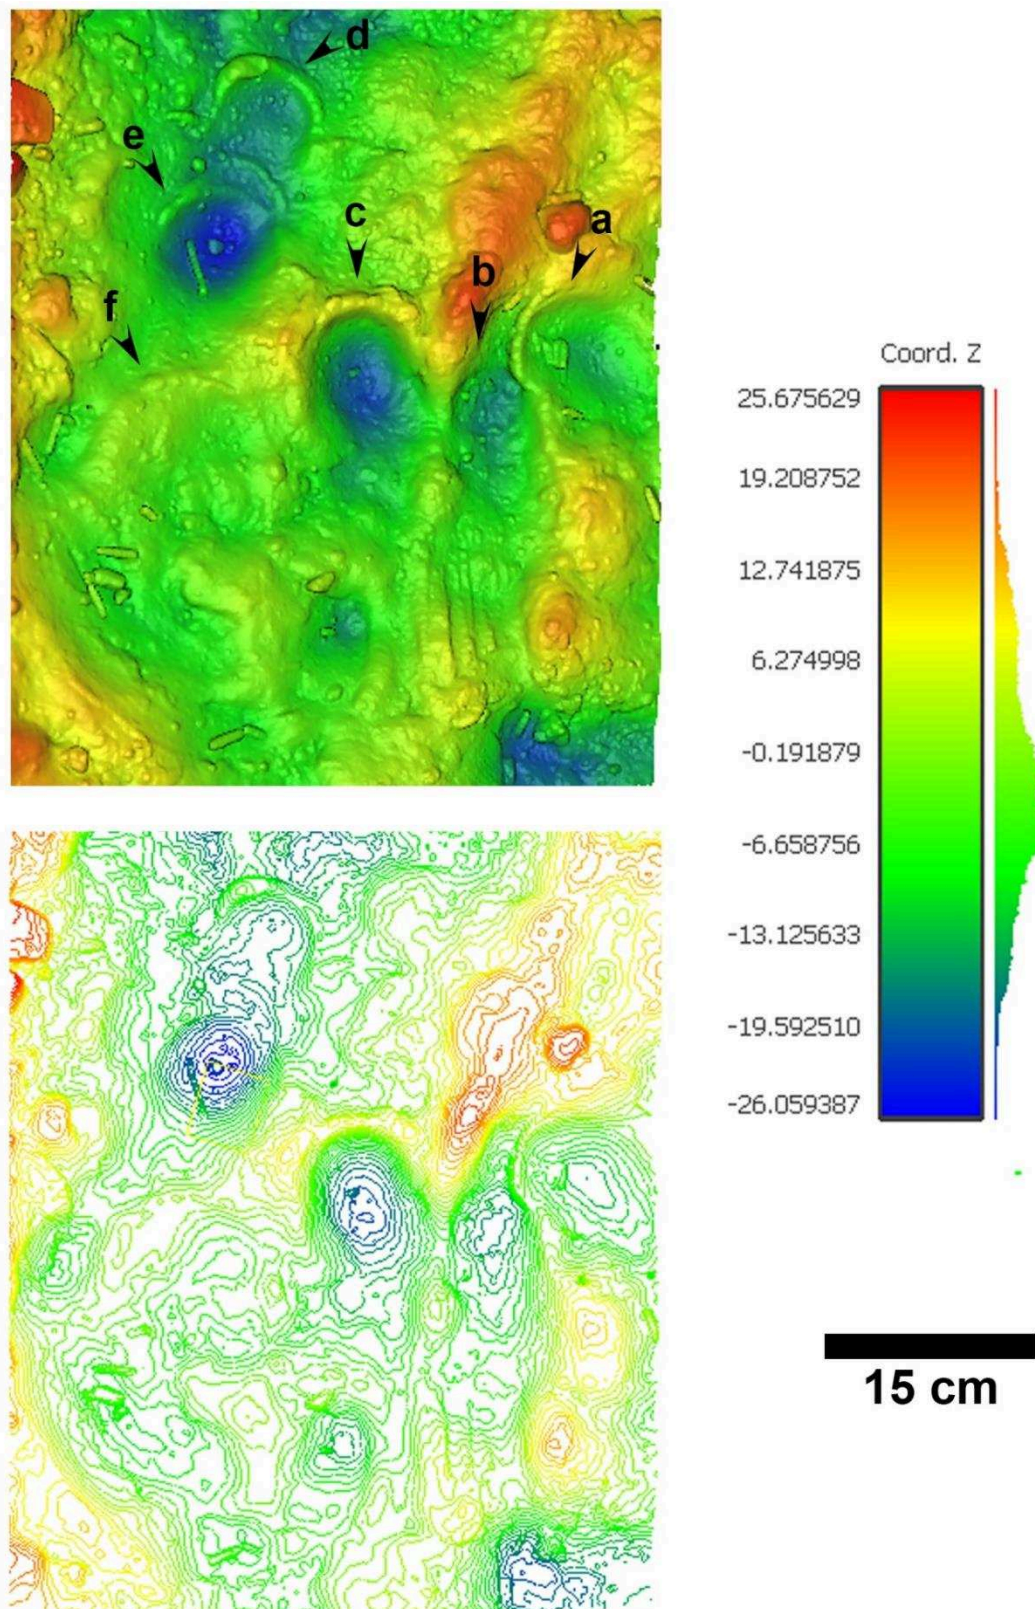 d
e
c
a
b
f
Coord. Z
25.675629
19.208752
12.741875
6.274998
-0.191879
-6.658756
-13.125633
-19.592510
-26.059387
15 cm